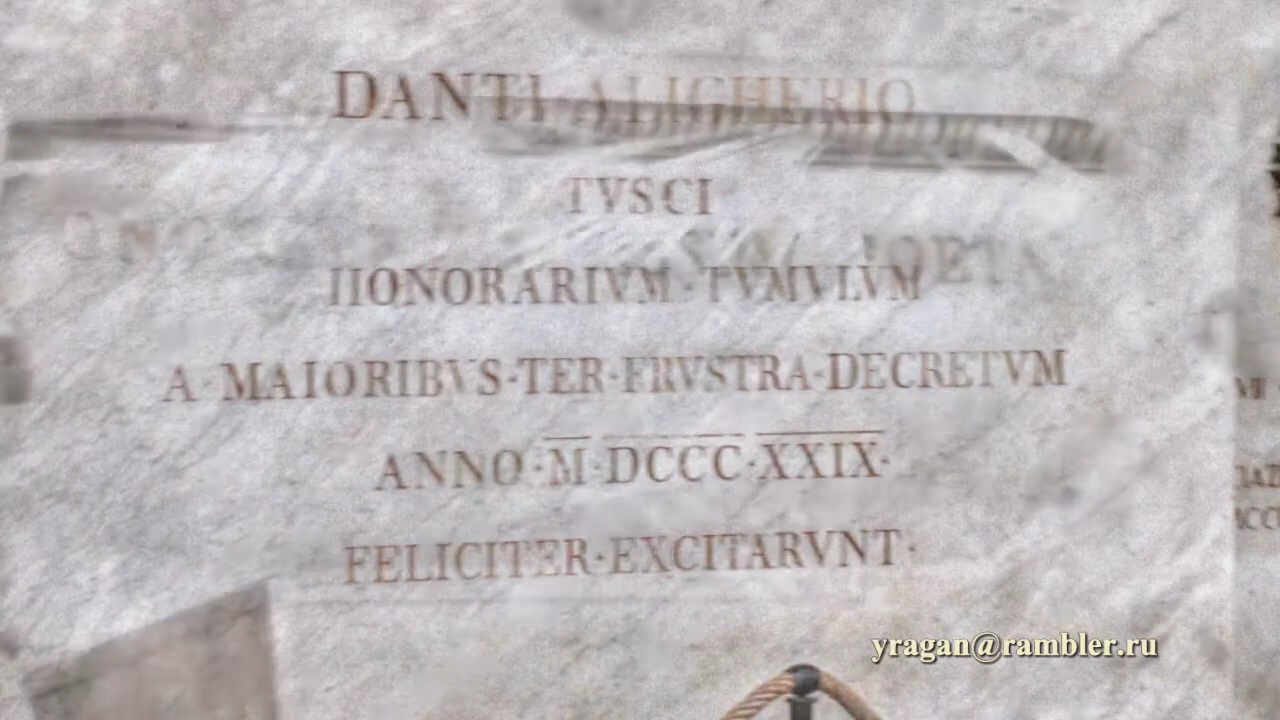 DANTI ALIGHERIO
TVSCI
HONORARIVM · TVMVLVM
A · MAIORIBVS · TER · FRVSTRA · DECRETVM
ANNO · M · DCCC · XXIX ·
FELICITER · EXCITARVNT ·
yragan@rambler.ru